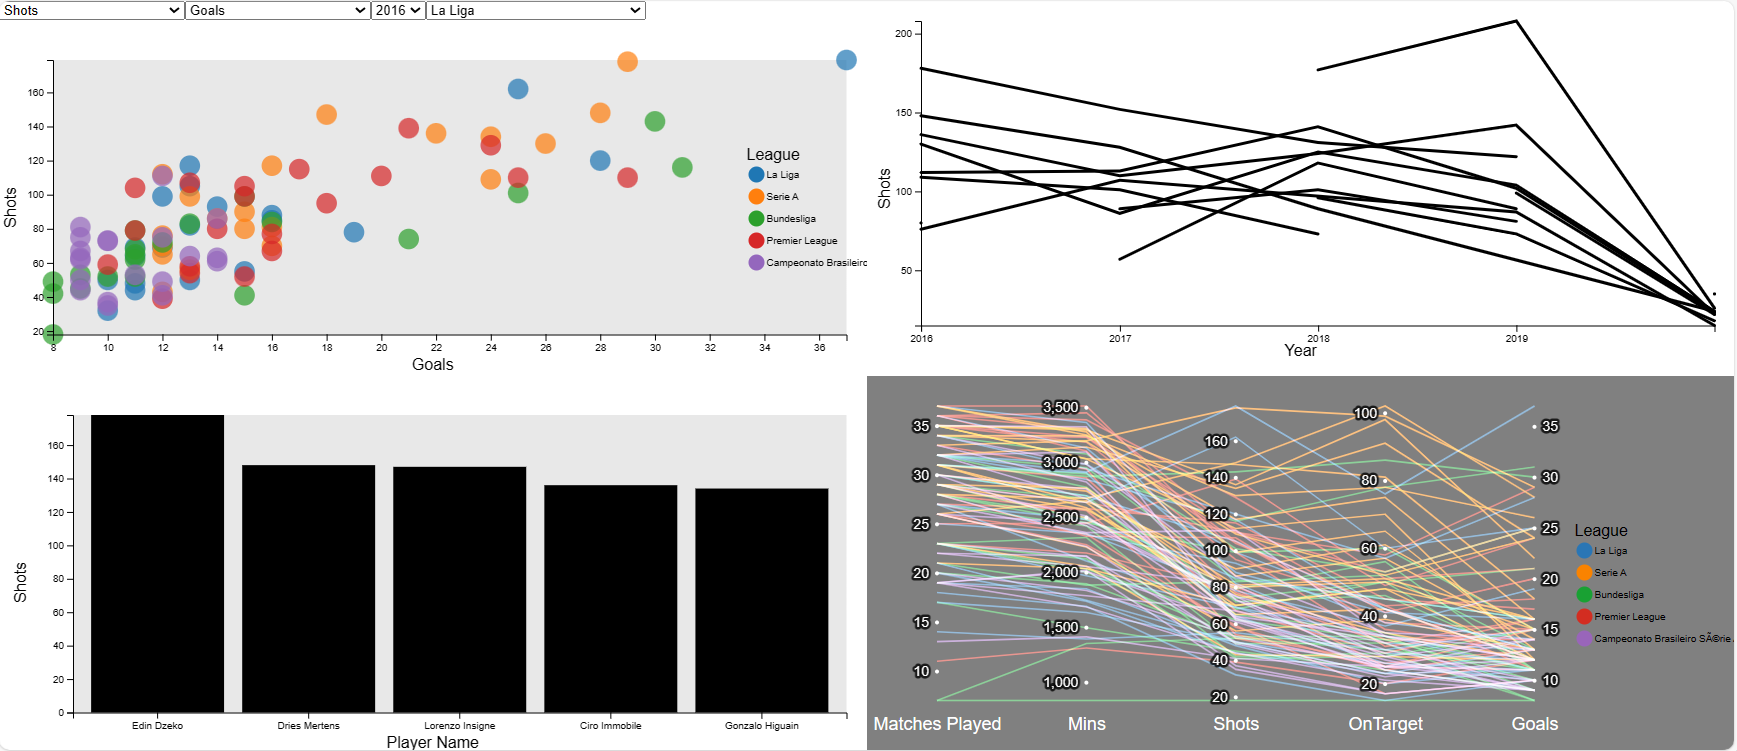 Shots Goals 2016 La Liga
Shots
160
140
120
100
80
60
40
20
8 10 12 14 16 18 20 22 24 26 28 30 32 34 36
Goals
League
La Liga
Serie A
Bundesliga
Premier League
Campeonato Brasileiro
Shots
200
150
100
50
2016 2017 2018 2019
Year
Shots
160
140
120
100
80
60
40
20
0
Edin Dzeko Dries Mertens Lorenzo Insigne Ciro Immobile Gonzalo Higuain
Player Name
35
30
25
20
15
10
3,500
3,000
2,500
2,000
1,500
1,000
160
140
120
100
80
60
40
20
100
80
60
40
20
35
30
25
20
15
10
Matches Played Mins Shots OnTarget Goals
League
La Liga
Serie A
Bundesliga
Premier League
Campeonato Brasileiro SÃ©rie